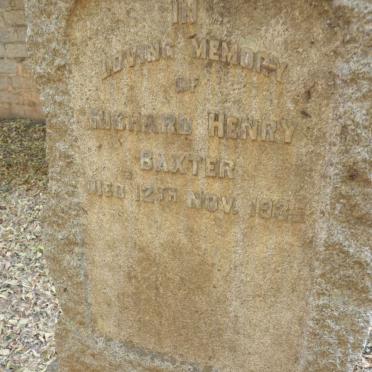 IN
LOVING MEMORY
OF
RICHARD HENRY
BAXTER
DIED 12TH NOV.